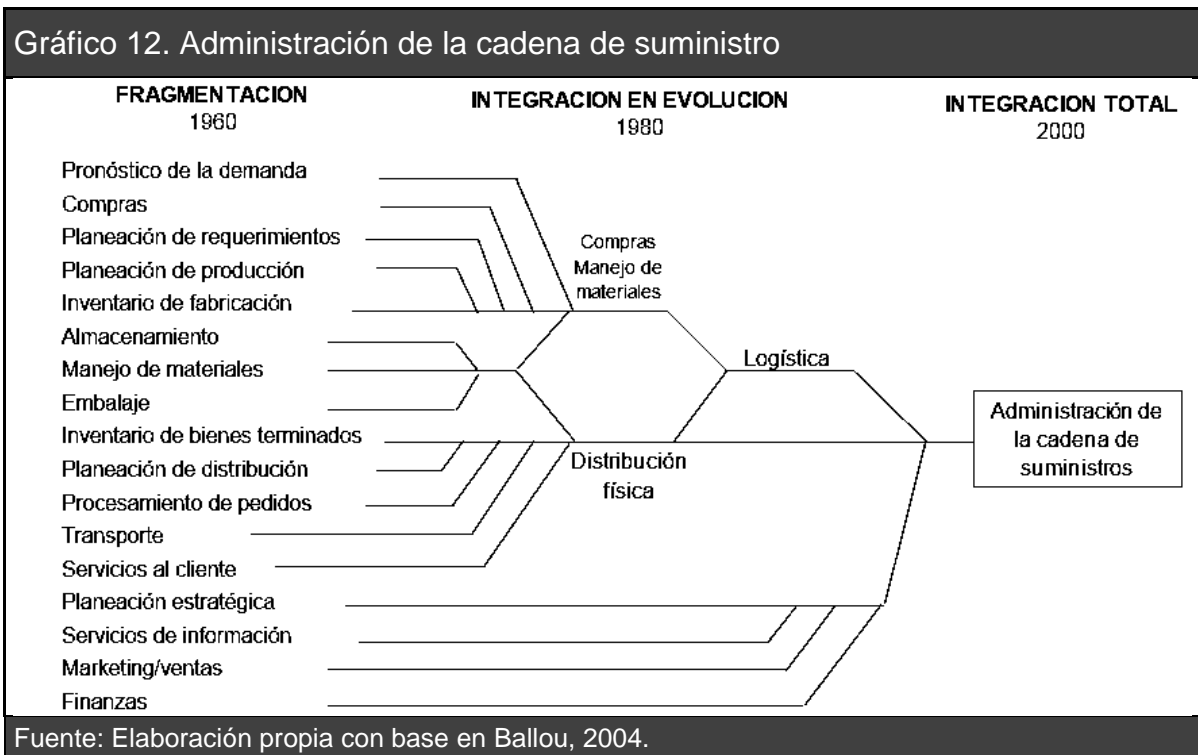 Gráfico 12. Administración de la cadena de suministro
FRAGMENTACION
1960
INTEGRACION EN EVOLUCION
1980
INTEGRACION TOTAL
2000
Pronóstico de la demanda
Compras
Planeación de requerimientos
Planeación de producción
Inventario de fabricación
Almacenamiento
Manejo de materiales
Embalaje
Inventario de bienes terminados
Planeación de distribución
Procesamiento de pedidos
Transporte
Servicios al cliente
Planeación estratégica
Servicios de información
Marketing/ventas
Finanzas
Compras
Manejo de
materiales
Distribución
física
Logística
Administración de
la cadena de
suministros
Fuente: Elaboración propia con base en Ballou, 2004.